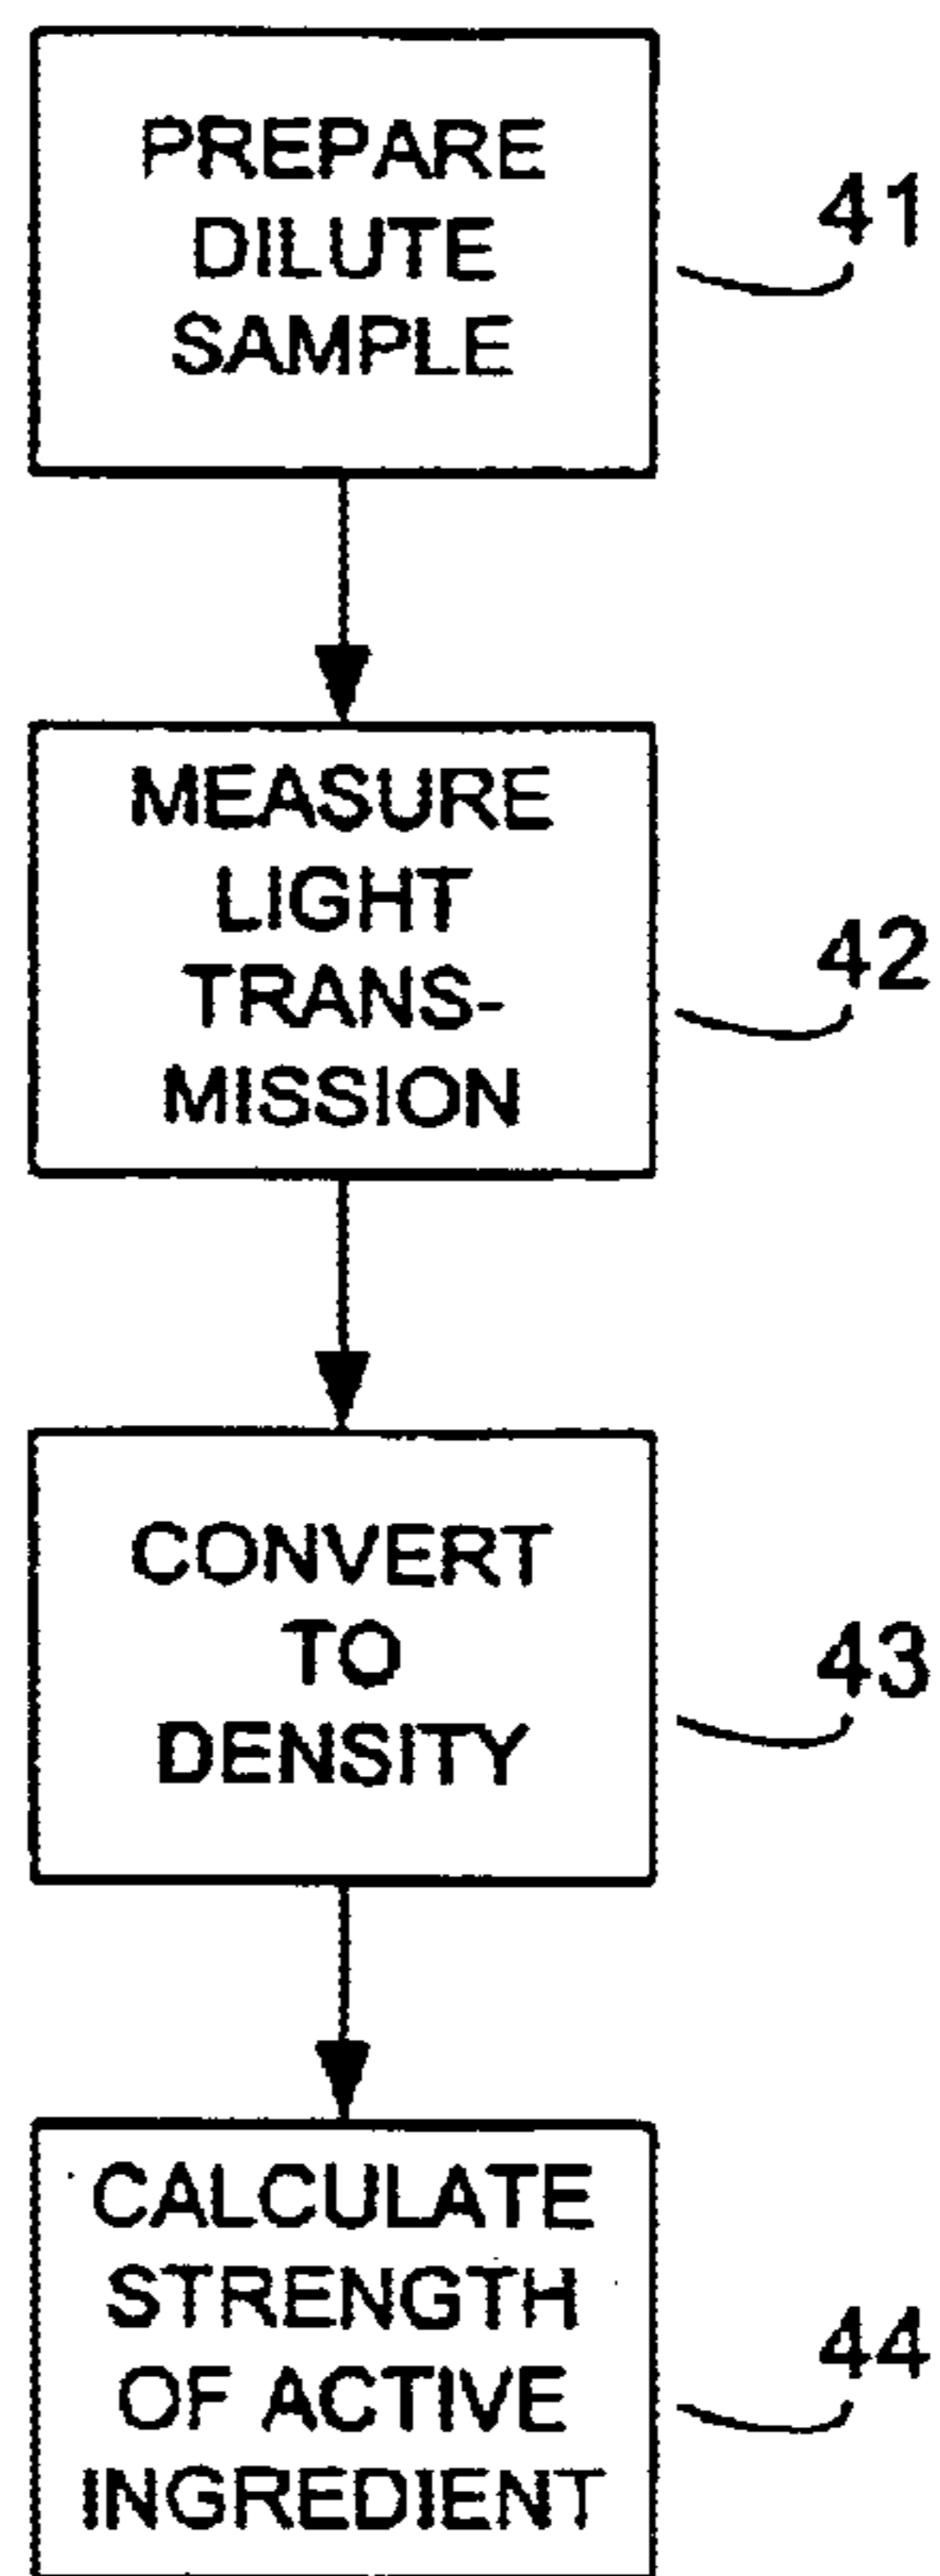 PREPARE
DILUTE
SAMPLE
41
MEASURE
LIGHT
TRANS-
MISSION
42
CONVERT
TO
DENSITY
43
CALCULATE
STRENGTH
OF ACTIVE
INGREDIENT
44